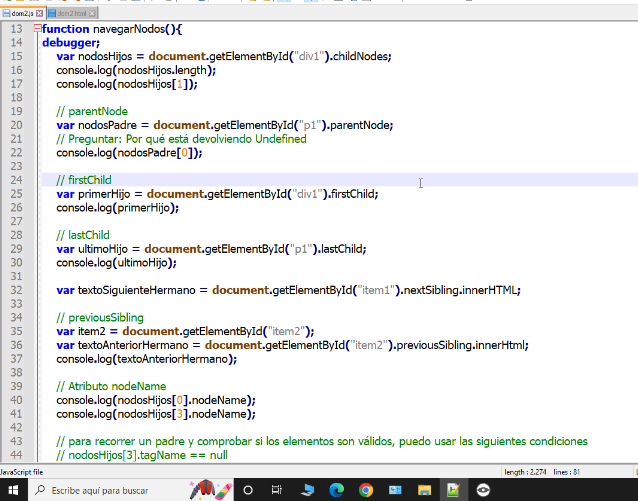 dom2.js
dom2.html
13 function navegarNodos(){
14 debugger;
15 var nodosHijos = document.getElementById("div1").childNodes;
16 console.log(nodosHijos.length);
17 console.log(nodosHijos[1]);
18
19 // parentNode
20 var nodosPadre = document.getElementById("p1").parentNode;
21 // Preguntar: Por qué está devolviendo Undefined
22 console.log(nodosPadre[0]);
23
24 // firstChild
25 var primerHijo = document.getElementById("div1").firstChild;
26 console.log(primerHijo);
27
28 // lastChild
29 var ultimoHijo = document.getElementById("p1").lastChild;
30 console.log(ultimoHijo);
31
32 var textoSiguienteHermano = document.getElementById("item1").nextSibling.innerHTML;
33
34 // previousSibling
35 var item2 = document.getElementById("item2");
36 var textoAnteriorHermano = document.getElementById("item2").previousSibling.innerHtml;
37 console.log(textoAnteriorHermano);
38
39 // Atributo nodeName
40 console.log(nodosHijos[0].nodeName);
41 console.log(nodosHijos[3].nodeName);
42
43 // para recorrer un padre y comprobar si los elementos son válidos, puedo usar las siguientes condiciones
44 // nodosHijos[3].tagName == null
JavaScript file
length : 2.274 lines : 81
Escribe aquí para buscar